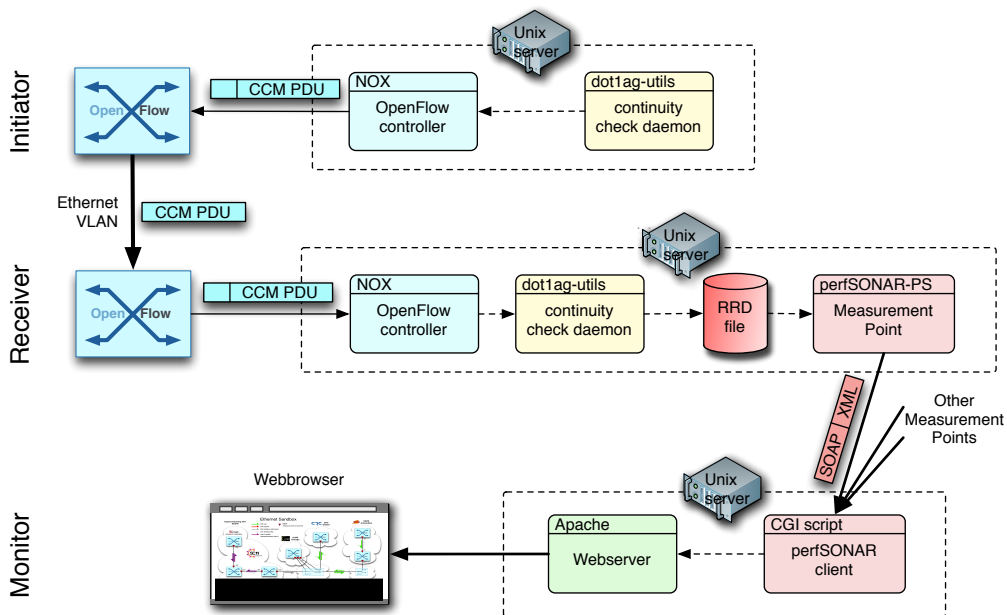 Initiator
Unix
server
CCM PDU
NOX
OpenFlow
controller
dot1ag-utils
continuity
check daemon
Open Flow
Ethernet
VLAN
CCM PDU
Receiver
Unix
server
CCM PDU
Open Flow
NOX
OpenFlow
controller
dot1ag-utils
continuity
check daemon
RRD
file
perfSONAR-PS
Measurement
Point
SOAP | XML
Other
Measurement
Points
Monitor
Webbrowser
Ethernet Sandbox
Unix
server
Apache
Webserver
CGI script
perfSONAR
client